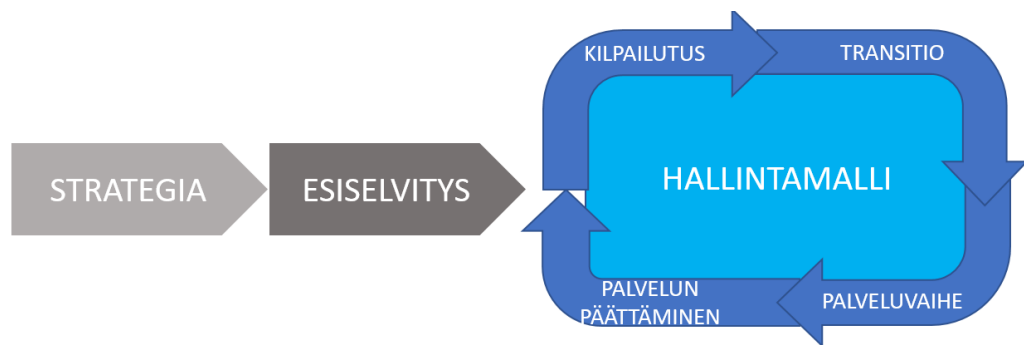 STRATEGIA
ESISELVITYS
KILPAILUTUS
TRANSITIO
HALLINTAMALLI
PALVELUVAIHE
PALVELUN
PÄÄTTÄMINEN